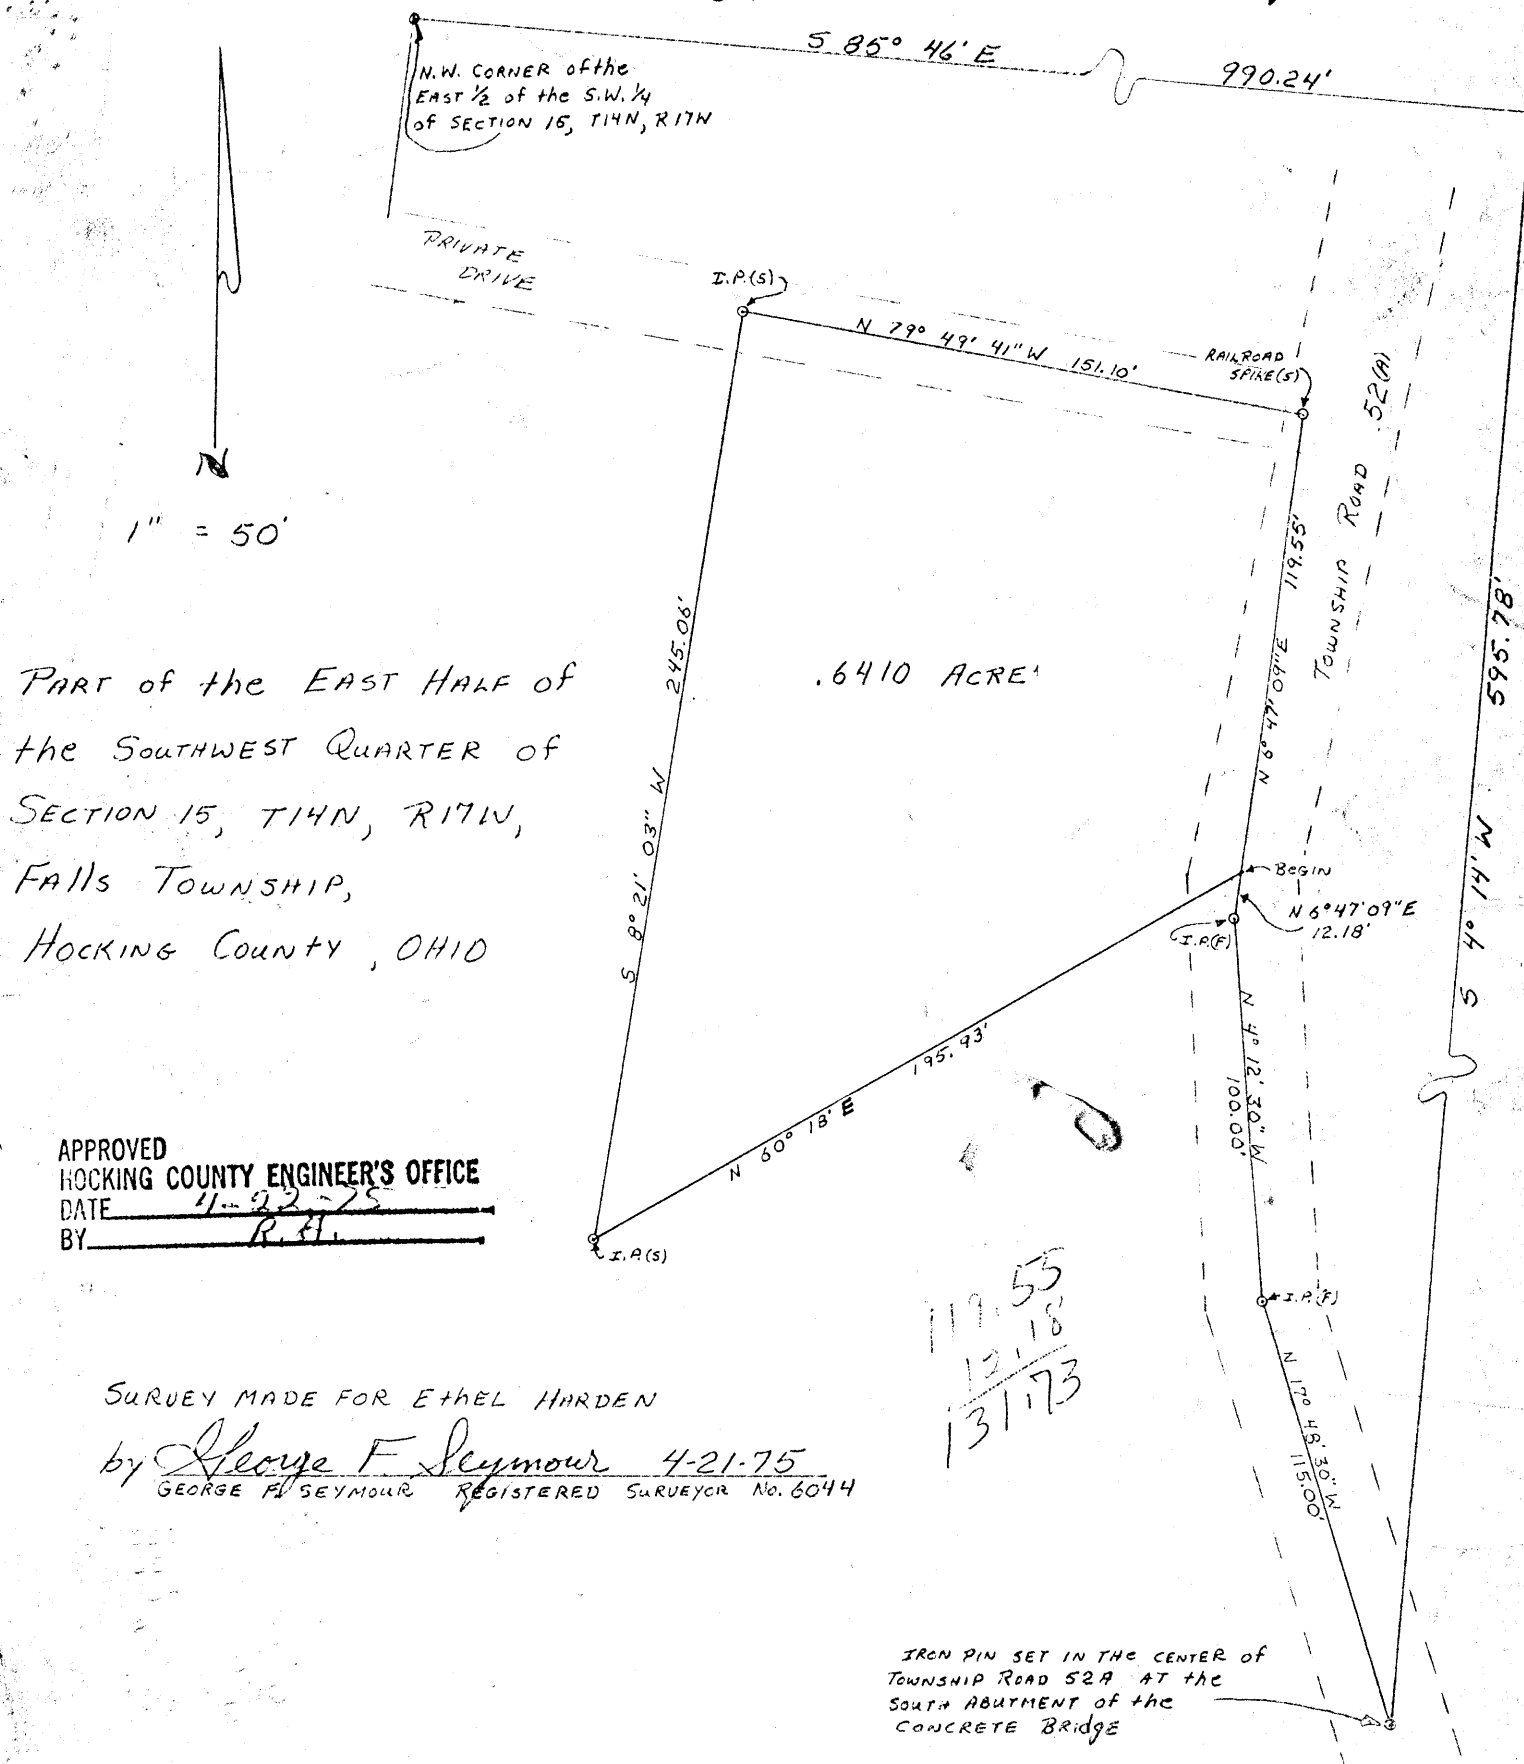 S 85° 46' E
990.24'
N.W. CORNER of the
EAST 1/2 of the S.W. 1/4
of SECTION 15, T14N, R17W
PRIVATE
DRIVE
I.P.(S)
N 79° 49' 41" W 151.10'
RAILROAD
SPIKE(S)
TOWNSHIP ROAD 52(A)
N
1" = 50'
119.55'
N 6° 47' 09" E
245.06'
S 8° 21' 03" W
.6410 ACRE
595.78'
S 4° 14' W
PART of the EAST HALF of
the SOUTHWEST QUARTER of
SECTION 15, T14N, R17W,
FALLS TOWNSHIP,
HOCKING COUNTY, OHIO
BEGIN
N 6° 47' 09" E
12.18'
I.P.(F)
195.93'
N 60° 18' E
N 4° 12' 30" W
100.00'
APPROVED
HOCKING COUNTY ENGINEER'S OFFICE
DATE 4-22-75
BY R.H.
I.P.(S)
I.P.(F)
119.55
12.18
131.73
N 17° 48' 30" W
115.00'
SURVEY MADE FOR ETHEL HARDEN
by George F. Seymour 4-21-75
GEORGE F. SEYMOUR REGISTERED SURVEYOR No. 6044
IRON PIN SET IN THE CENTER of
TOWNSHIP ROAD 52A AT the
SOUTH ABUTMENT of the
CONCRETE BRIDGE